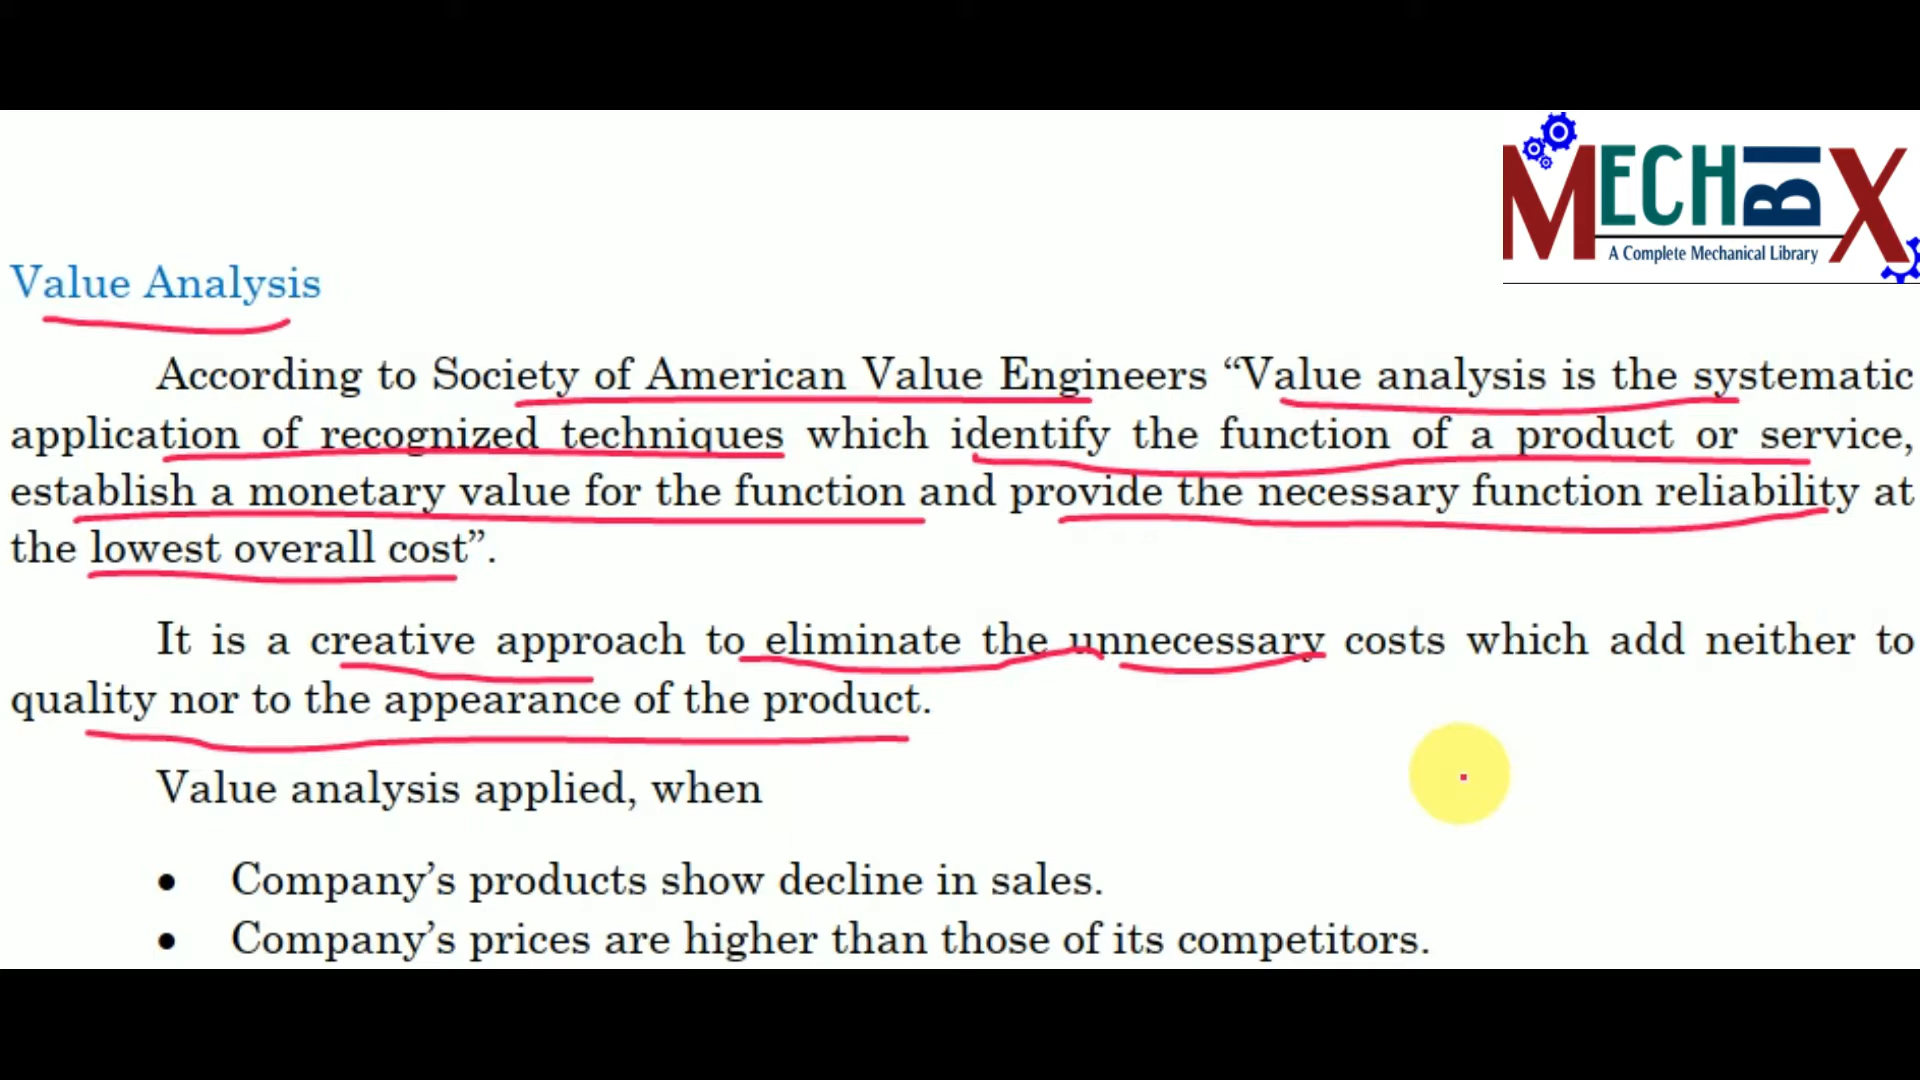 MECHBIX
A Complete Mechanical Library
Value Analysis
According to Society of American Value Engineers “Value analysis is the systematic
application of recognized techniques which identify the function of a product or service,
establish a monetary value for the function and provide the necessary function reliability at
the lowest overall cost”.
It is a creative approach to eliminate the unnecessary costs which add neither to
quality nor to the appearance of the product.
Value analysis applied, when
• Company’s products show decline in sales.
• Company’s prices are higher than those of its competitors.